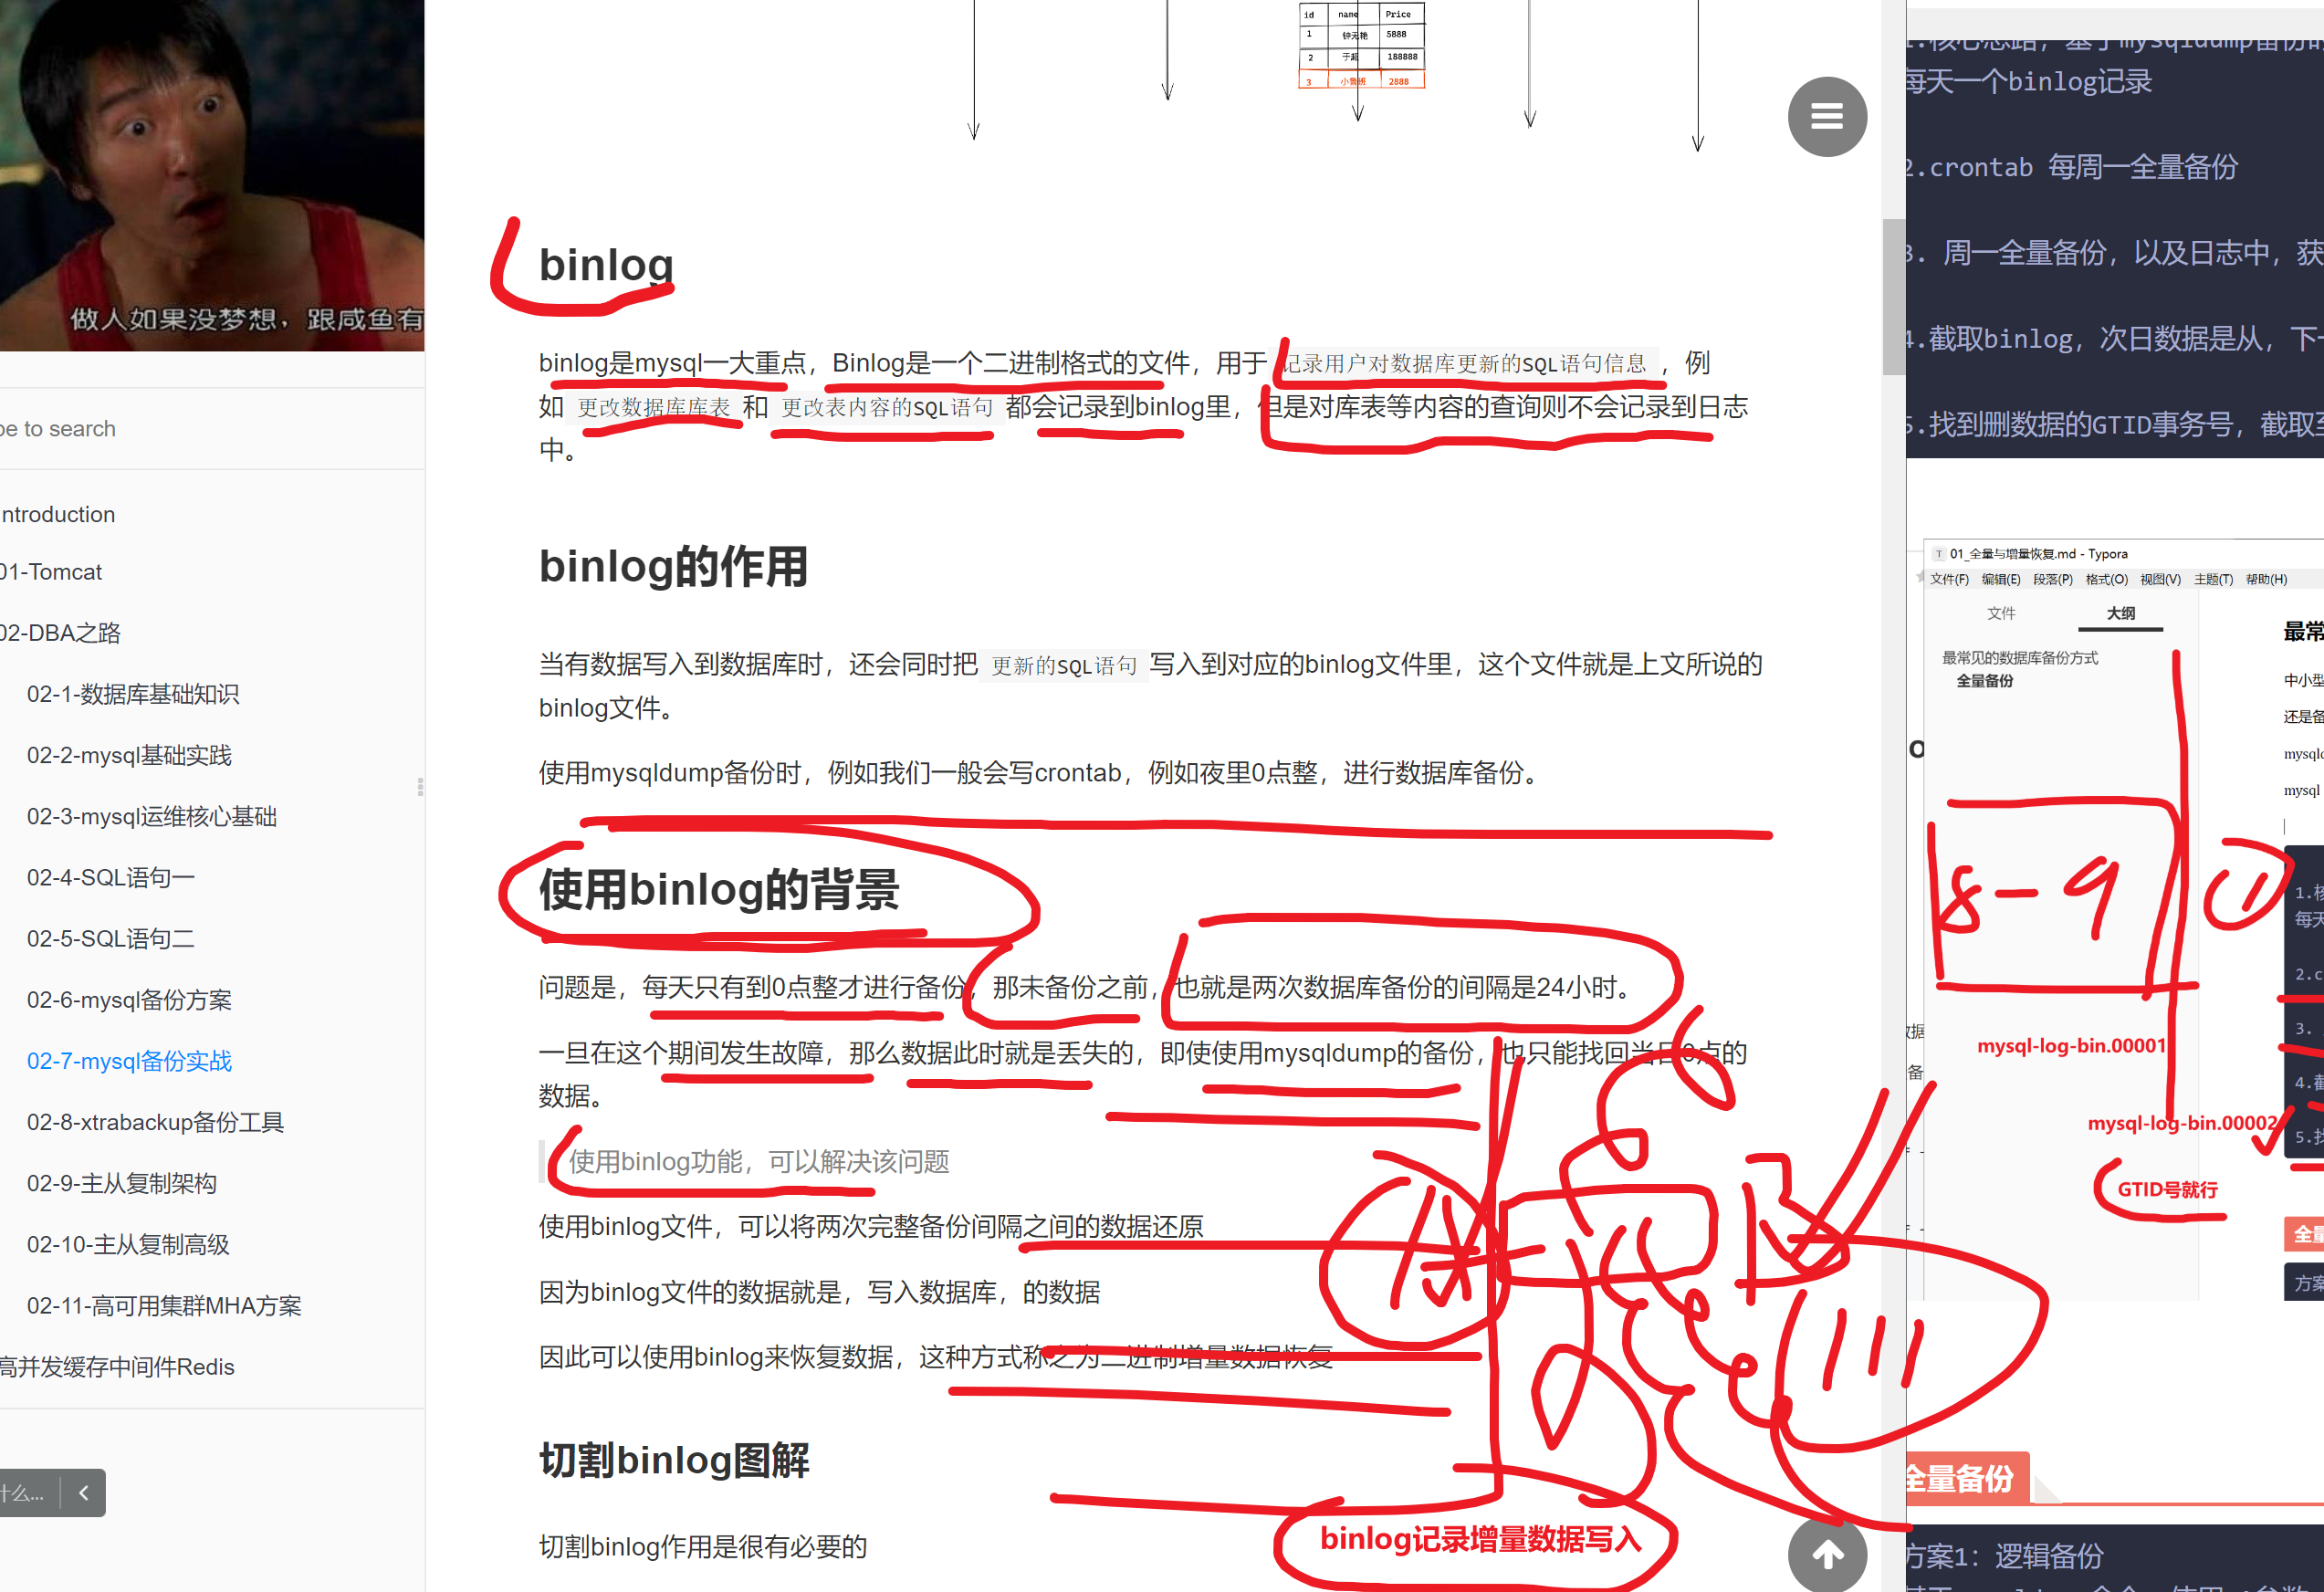 做人如果没梦想，跟咸鱼有
to search
ntroduction
01-Tomcat
02-DBA之路
02-1-数据库基础知识
02-2-mysql基础实践
02-3-mysql运维核心基础
02-4-SQL语句一
02-5-SQL语句二
02-6-mysql备份方案
02-7-mysql备份实战
02-8-xtrabackup备份工具
02-9-主从复制架构
02-10-主从复制高级
02-11-高可用集群MHA方案
高并发缓存中间件Redis
什么...
id name Price
1 钟无艳 5888
2 于超 188888
3 小鲁班 2888
binlog
binlog是mysql一大重点，Binlog是一个二进制格式的文件，用于 记录用户对数据库更新的SQL语句信息 ，例
如 更改数据库库表 和 更改表内容的SQL语句 都会记录到binlog里，但是对库表等内容的查询则不会记录到日志
中。
binlog的作用
当有数据写入到数据库时，还会同时把 更新的SQL语句 写入到对应的binlog文件里，这个文件就是上文所说的
binlog文件。
使用mysqldump备份时，例如我们一般会写crontab，例如夜里0点整，进行数据库备份。
使用binlog的背景
问题是，每天只有到0点整才进行备份，那未备份之前，也就是两次数据库备份的间隔是24小时。
一旦在这个期间发生故障，那么数据此时就是丢失的，即使使用mysqldump的备份，也只能找回当日0点的
数据。
使用binlog功能，可以解决该问题
使用binlog文件，可以将两次完整备份间隔之间的数据还原
因为binlog文件的数据就是，写入数据库，的数据
因此可以使用binlog来恢复数据，这种方式称之为二进制增量数据恢复
切割binlog图解
切割binlog作用是很有必要的
binlog记录增量数据写入
1.核心思路，基于mysqldump备份的
每天一个binlog记录
2.crontab 每周一全量备份
3. 周一全量备份，以及日志中，获
4.截取binlog，次日数据是从，下一
5.找到删数据的GTID事务号，截取至
01_全量与增量恢复.md - Typora
文件(F) 编辑(E) 段落(P) 格式(O) 视图(V) 主题(T) 帮助(H)
文件 大纲
最常见的数据库备份方式
全量备份
最常
中小型
还是备
mysqld
mysql
8-9
①
1.核
每天
2.c
3.
4.截
5.找
mysql-log-bin.00001
mysql-log-bin.00002
GTID号就行
全量
方案
全量备份
方案1：逻辑备份